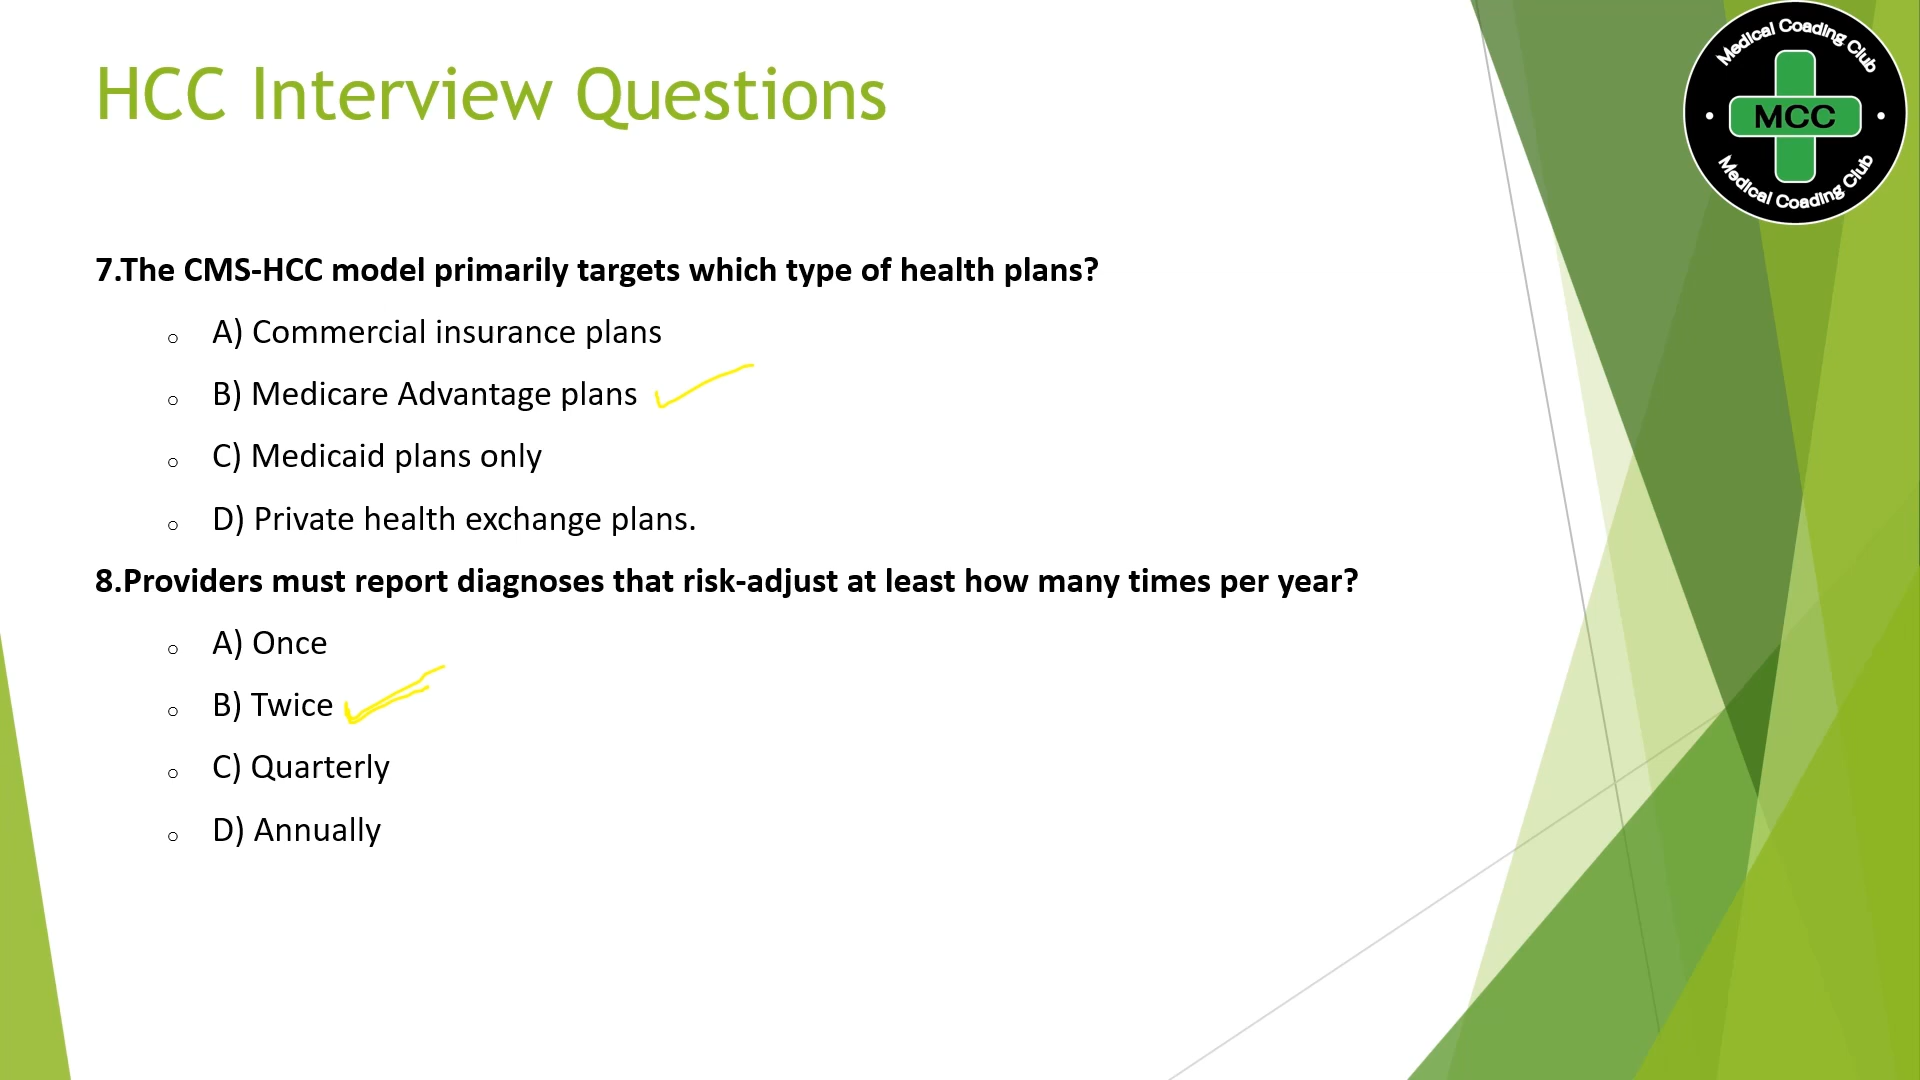 HCC Interview Questions
Medical Coading Club
MCC
Medical Coading Club
7.The CMS-HCC model primarily targets which type of health plans?
A) Commercial insurance plans
B) Medicare Advantage plans
C) Medicaid plans only
D) Private health exchange plans.
8.Providers must report diagnoses that risk-adjust at least how many times per year?
A) Once
B) Twice
C) Quarterly
D) Annually